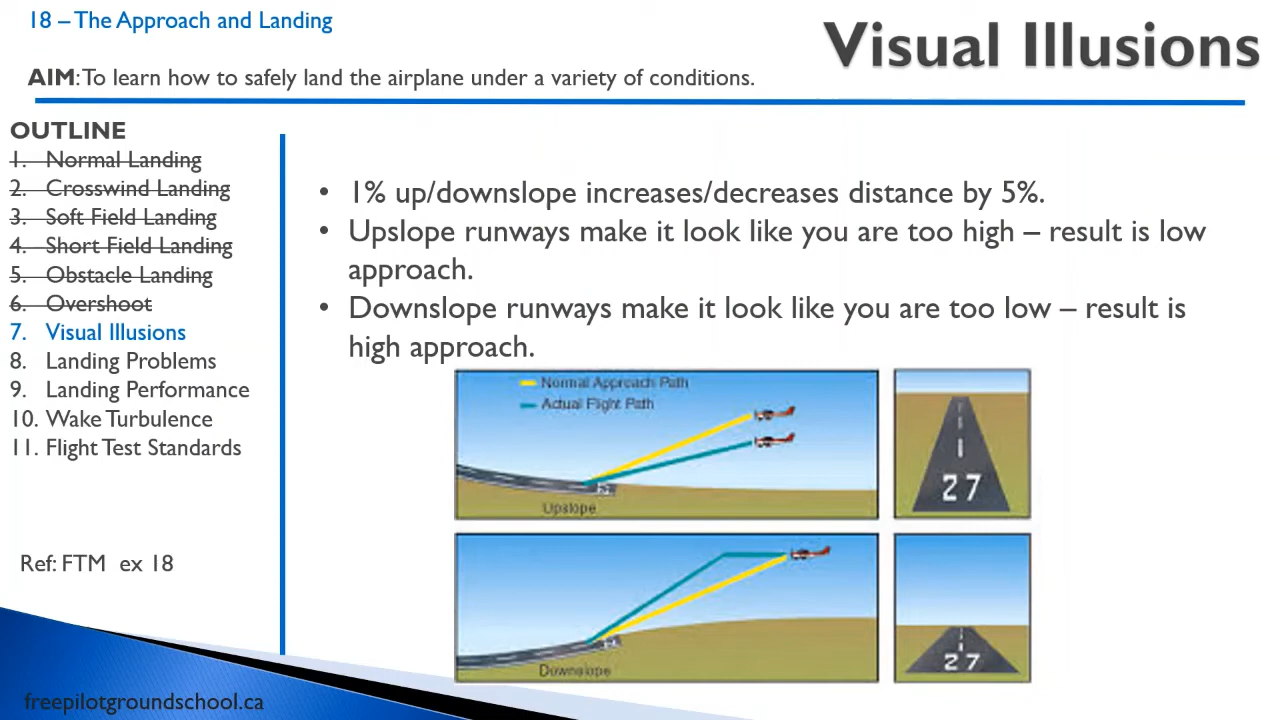 18 – The Approach and Landing
Visual Illusions
AIM: To learn how to safely land the airplane under a variety of conditions.
OUTLINE
1. Normal Landing
2. Crosswind Landing
3. Soft Field Landing
4. Short Field Landing
5. Obstacle Landing
6. Overshoot
7. Visual Illusions
8. Landing Problems
9. Landing Performance
10. Wake Turbulence
11. Flight Test Standards
Ref: FTM ex 18
freepilotgroundschool.ca
• 1% up/downslope increases/decreases distance by 5%.
• Upslope runways make it look like you are too high – result is low
approach.
• Downslope runways make it look like you are too low – result is
high approach.
Normal Approach Path
Actual Flight Path
Upslope
27
Downslope
27